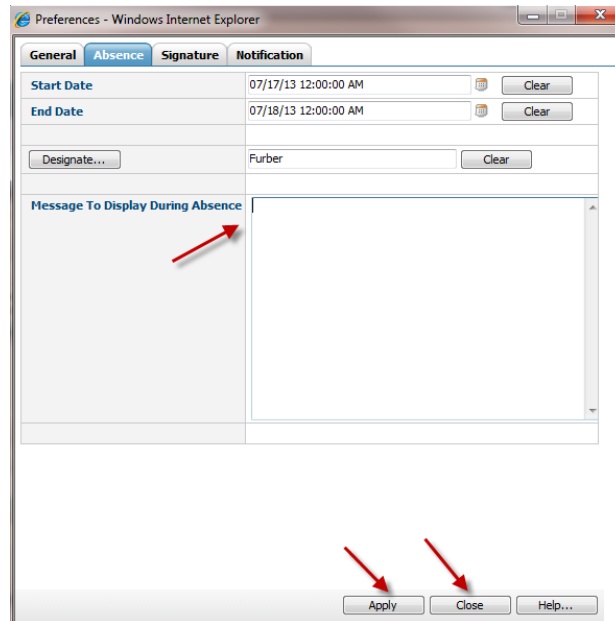 Preferences - Windows Internet Explorer
General Absence Signature Notification
Start Date 07/17/13 12:00:00 AM Clear
End Date 07/18/13 12:00:00 AM Clear
Designate... Furber Clear
Message To Display During Absence
Apply Close Help...